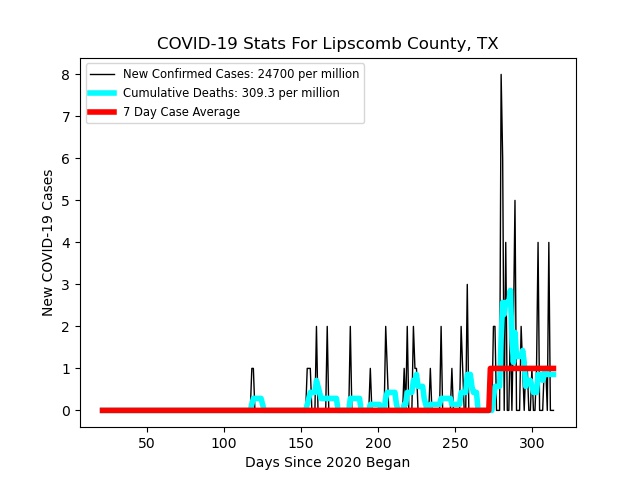 COVID-19 Stats For Lipscomb County, TX
New Confirmed Cases: 24700 per million
Cumulative Deaths: 309.3 per million
7 Day Case Average
8
7
6
5
4
3
2
1
0
New COVID-19 Cases
50 100 150 200 250 300
Days Since 2020 Began